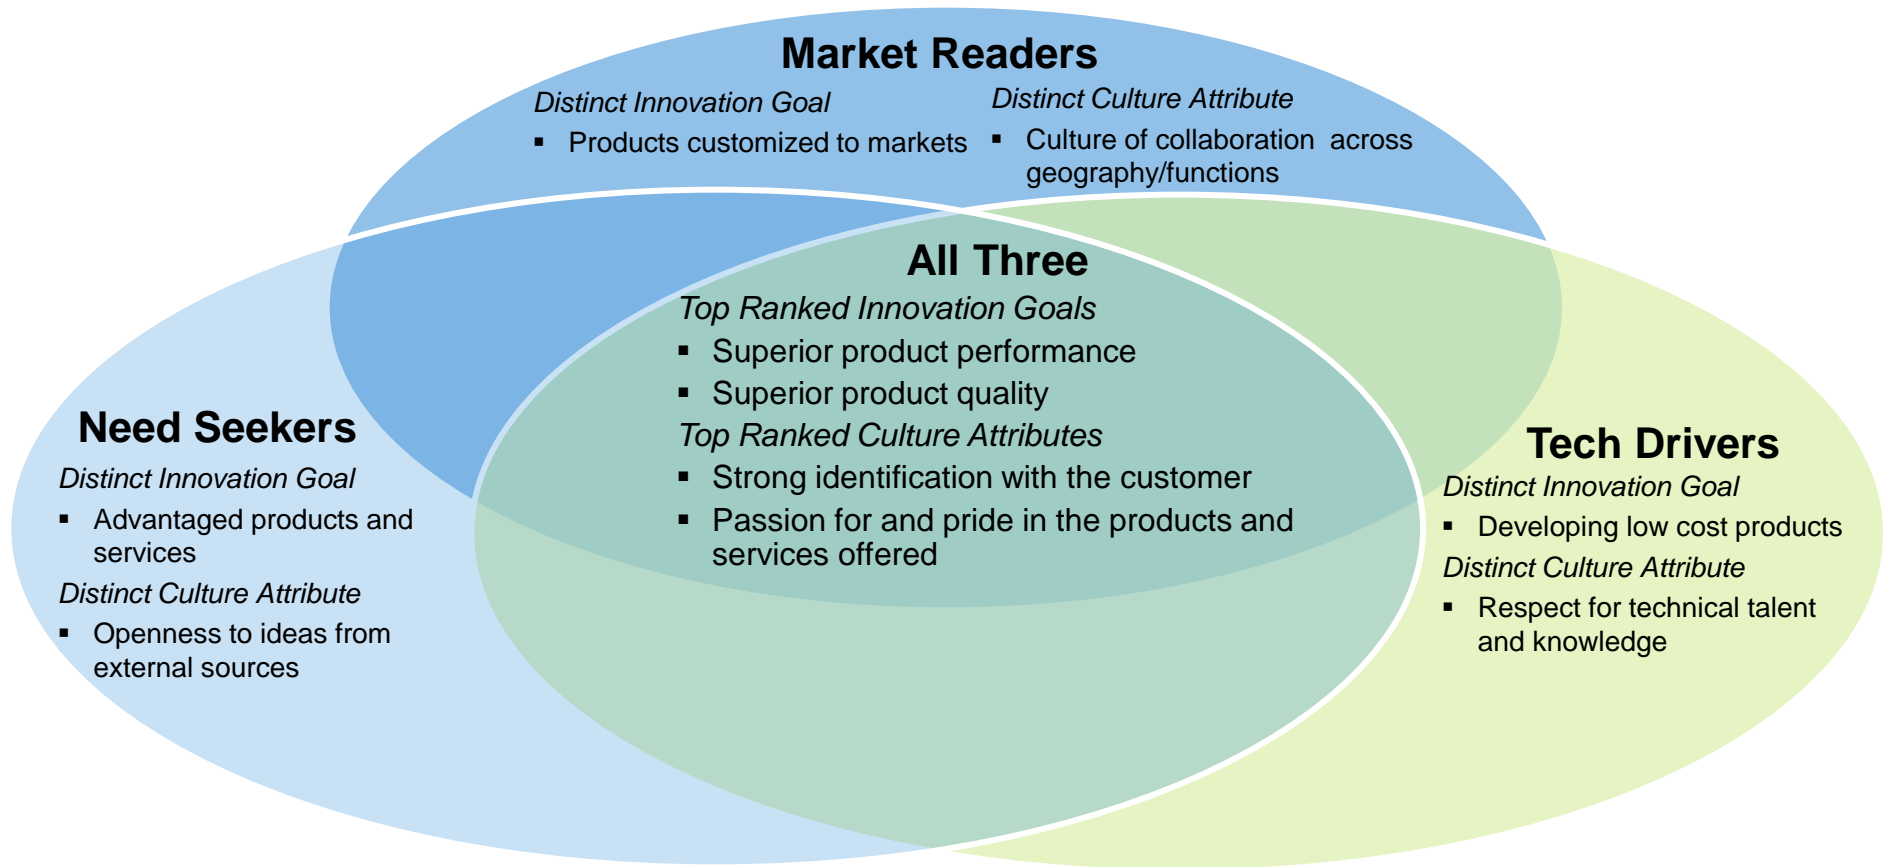 Market Readers
Distinct Innovation Goal
▪ Products customized to markets
Distinct Culture Attribute
▪ Culture of collaboration across
geography/functions
All Three
Top Ranked Innovation Goals
▪ Superior product performance
▪ Superior product quality
Top Ranked Culture Attributes
▪ Strong identification with the customer
▪ Passion for and pride in the products and
services offered
Need Seekers
Distinct Innovation Goal
▪ Advantaged products and
services
Distinct Culture Attribute
▪ Openness to ideas from
external sources
Tech Drivers
Distinct Innovation Goal
▪ Developing low cost products
Distinct Culture Attribute
▪ Respect for technical talent
and knowledge